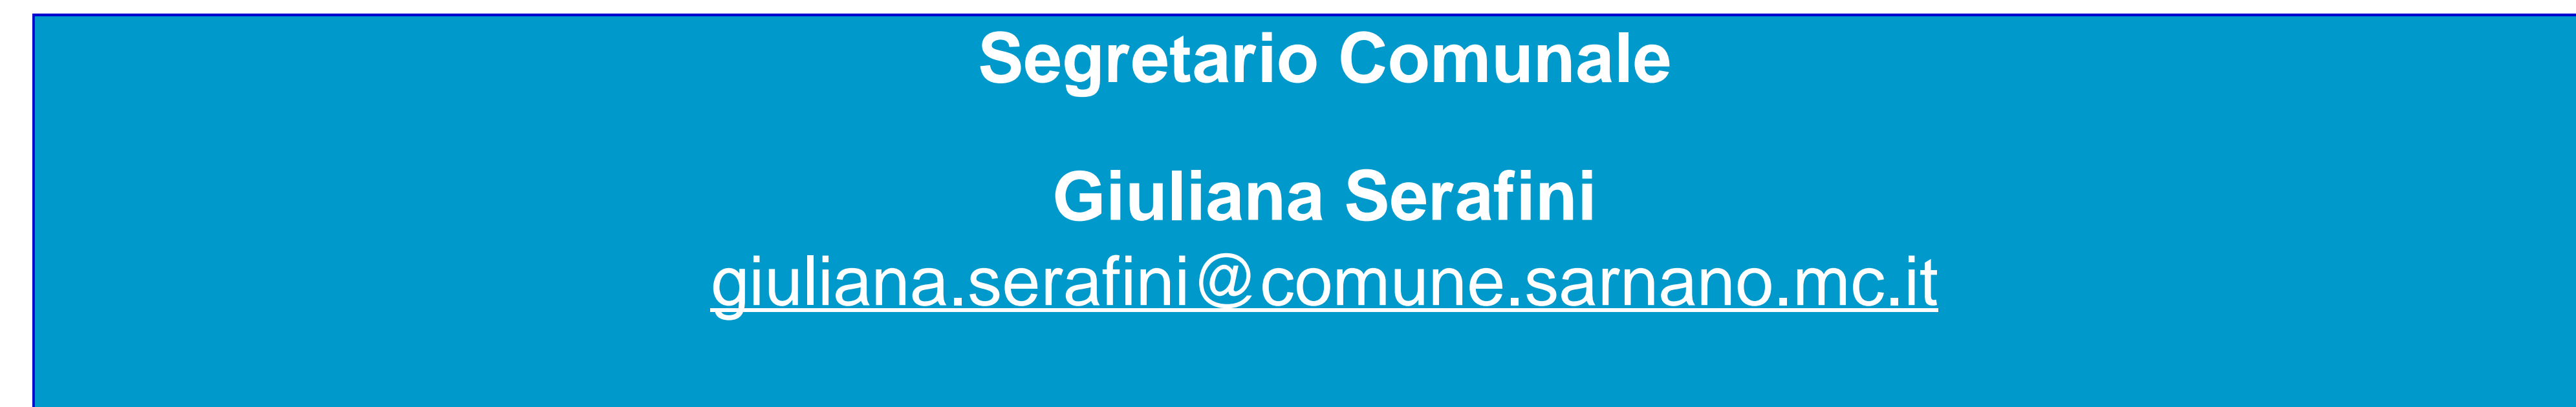 Segretario Comunale
Giuliana Serafini
giuliana.serafini@comune.sarnano.mc.it